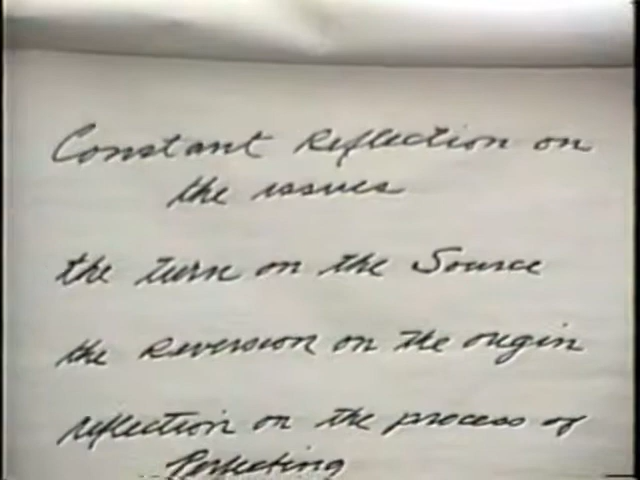 Constant Reflection on
the issues
the turn on the Source
the Reversion on the origin
reflection on the process of
Perfecting